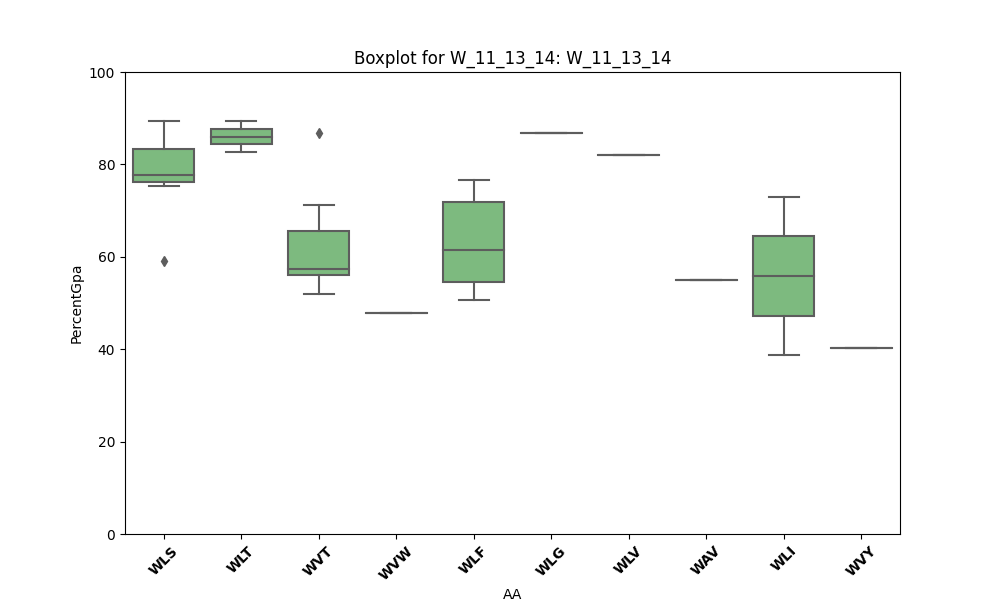 Boxplot for W_11_13_14: W_11_13_14
PercentGpa
100
80
60
40
20
0
WLS
WLT
WVT
WVW
WLF
WLG
WLV
WAV
WLI
WVY
AA